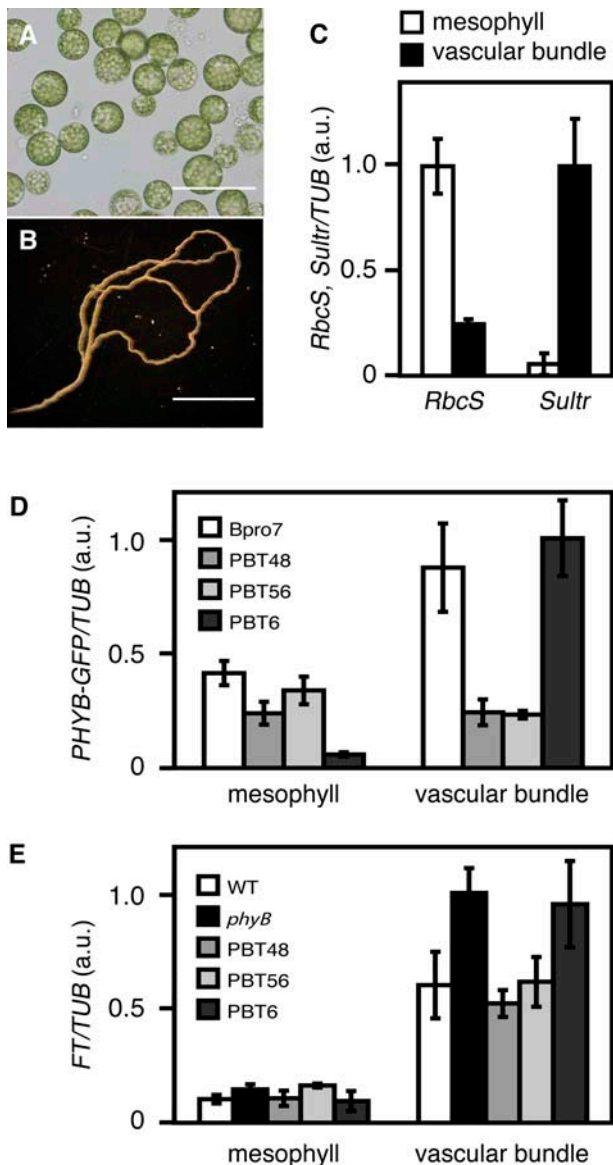 A
B
C
mesophyll
vascular bundle
RbcS, Sultr/TUB (a.u.)
1.0
0.5
0
RbcS Sultr
D
PHYB-GFP/TUB (a.u.)
1.0
0.5
0
Bpro7
PBT48
PBT56
PBT6
mesophyll vascular bundle
E
FT/TUB (a.u.)
1.0
0.5
0
WT
phyB
PBT48
PBT56
PBT6
mesophyll vascular bundle